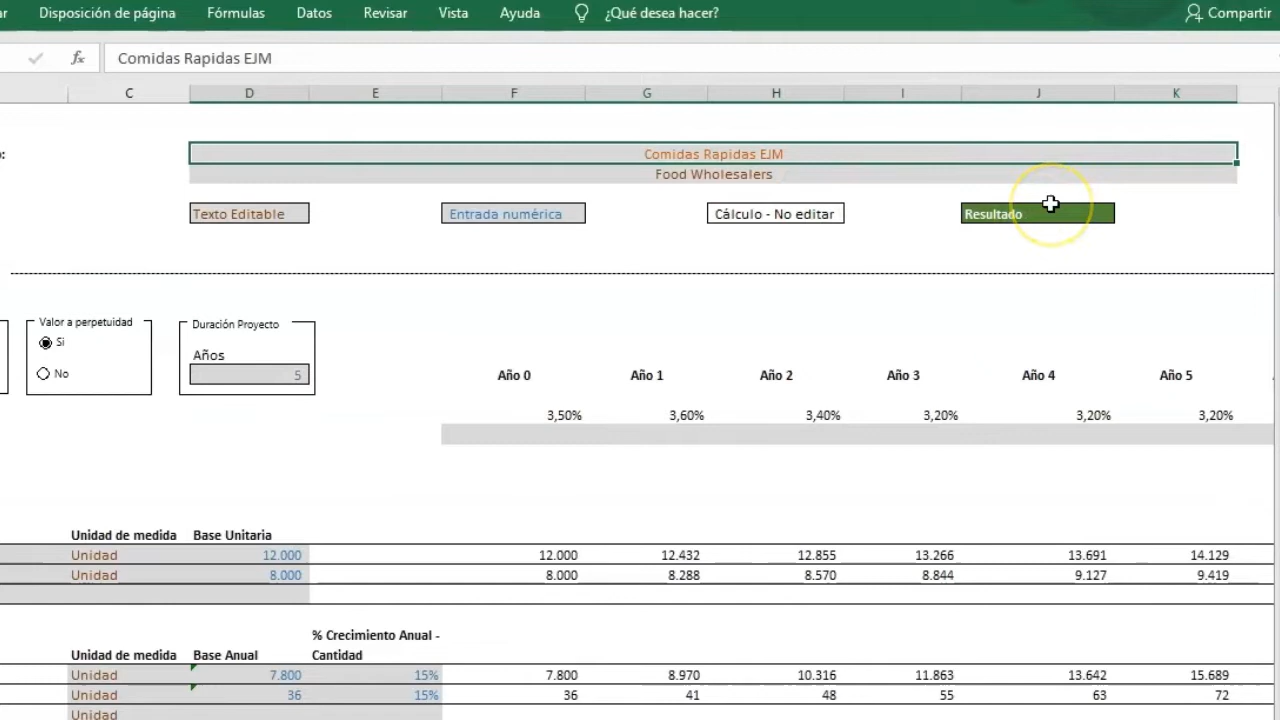 Disposición de página Fórmulas Datos Revisar Vista Ayuda ¿Qué desea hacer? Compartir
fx Comidas Rapidas EJM
C D E F G H I J K
Comidas Rapidas EJM
Food Wholesalers
Texto Editable Entrada numérica Cálculo - No editar Resultado
Valor a perpetuidad Duración Proyecto
Si
Años
No 5 Año 0 Año 1 Año 2 Año 3 Año 4 Año 5
3,50% 3,60% 3,40% 3,20% 3,20% 3,20%
Unidad de medida Base Unitaria
Unidad 12.000 12.000 12.432 12.855 13.266 13.691 14.129
Unidad 8.000 8.000 8.288 8.570 8.844 9.127 9.419
% Crecimiento Anual -
Unidad de medida Base Anual Cantidad
Unidad 7.800 15% 7.800 8.970 10.316 11.863 13.642 15.689
Unidad 36 15% 36 41 48 55 63 72
Unidad